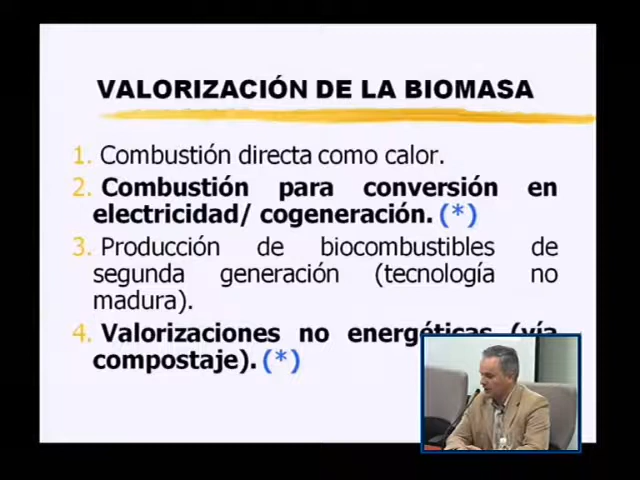 VALORIZACIÓN DE LA BIOMASA
1. Combustión directa como calor.
2. Combustión para conversión en
electricidad/ cogeneración. (*)
3. Producción de biocombustibles de
segunda generación (tecnología no
madura).
4. Valorizaciones no energéticas (vía
compostaje). (*)